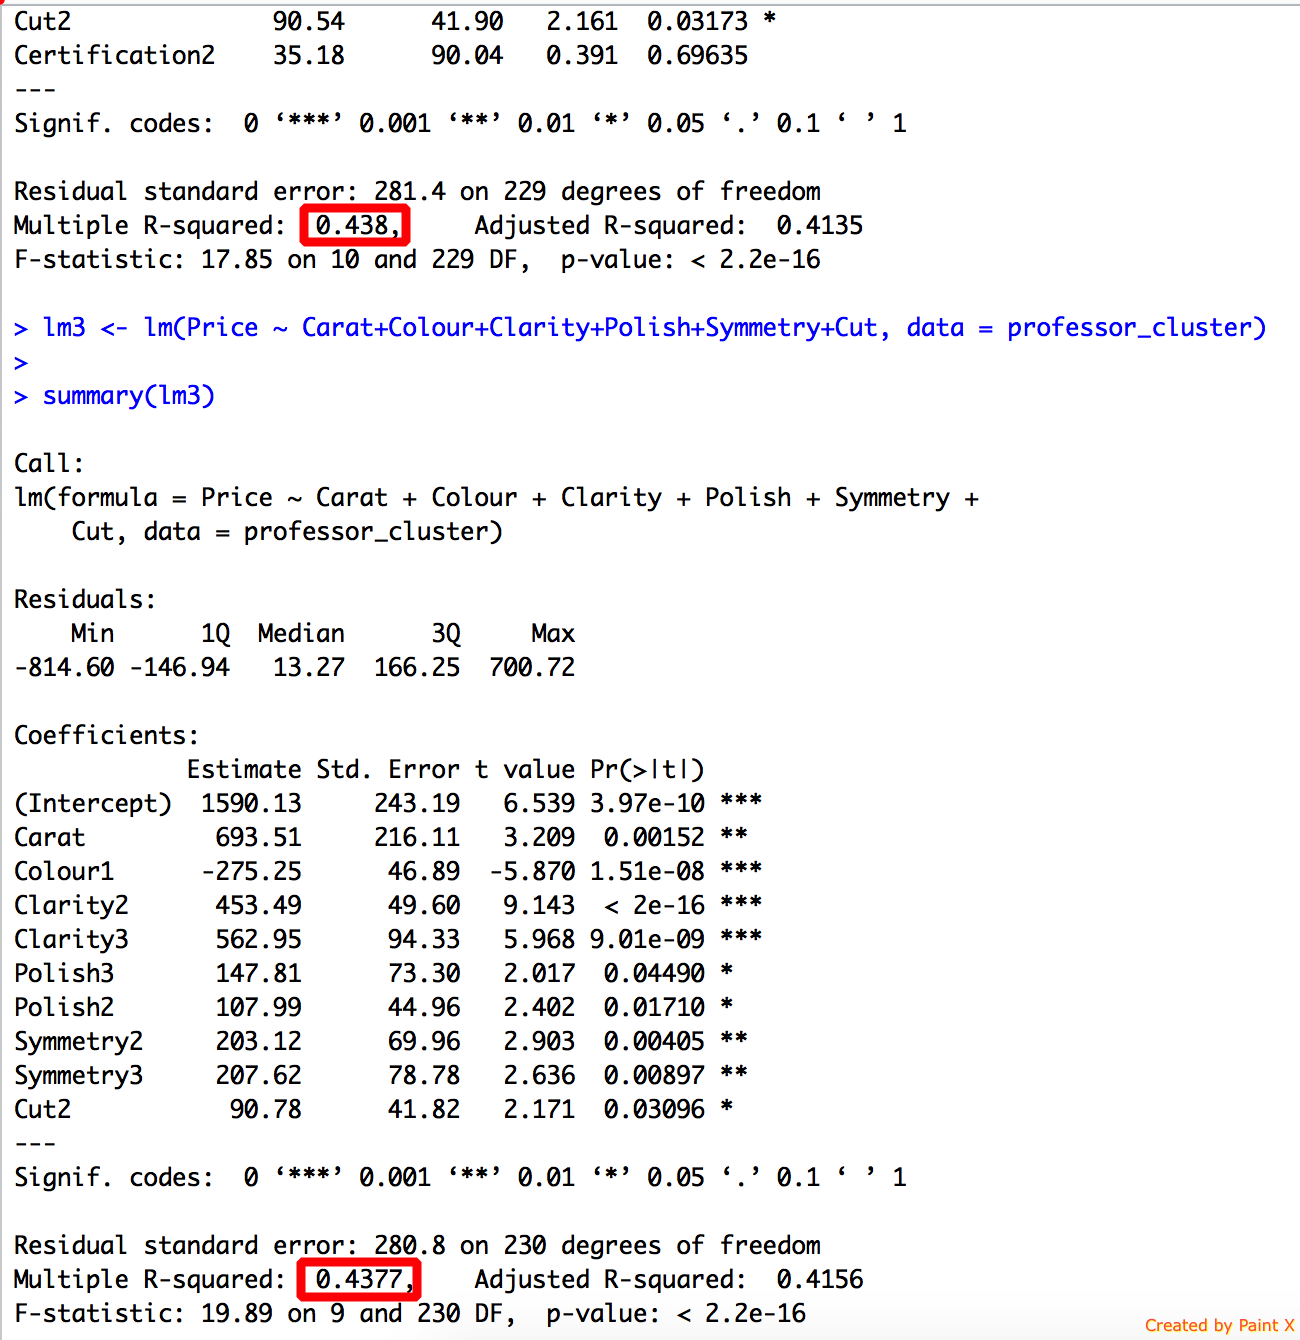 Cut2              90.54      41.90   2.161  0.03173 *
Certification2    35.18      90.04   0.391  0.69635
---
Signif. codes:  0 ‘***’ 0.001 ‘**’ 0.01 ‘*’ 0.05 ‘.’ 0.1 ‘ ’ 1
Residual standard error: 281.4 on 229 degrees of freedom
Multiple R-squared:  0.438,     Adjusted R-squared:  0.4135
F-statistic: 17.85 on 10 and 229 DF,  p-value: < 2.2e-16
> lm3 <- lm(Price ~ Carat+Colour+Clarity+Polish+Symmetry+Cut, data = professor_cluster)
>
> summary(lm3)
Call:
lm(formula = Price ~ Carat + Colour + Clarity + Polish + Symmetry +
    Cut, data = professor_cluster)
Residuals:
    Min      1Q  Median      3Q     Max
-814.60 -146.94   13.27  166.25  700.72
Coefficients:
            Estimate Std. Error t value Pr(>|t|)
(Intercept)  1590.13     243.19   6.539 3.97e-10 ***
Carat         693.51     216.11   3.209  0.00152 **
Colour1      -275.25      46.89  -5.870 1.51e-08 ***
Clarity2      453.49      49.60   9.143  < 2e-16 ***
Clarity3      562.95      94.33   5.968 9.01e-09 ***
Polish3       147.81      73.30   2.017  0.04490 *
Polish2       107.99      44.96   2.402  0.01710 *
Symmetry2     203.12      69.96   2.903  0.00405 **
Symmetry3     207.62      78.78   2.636  0.00897 **
Cut2           90.78      41.82   2.171  0.03096 *
---
Signif. codes:  0 ‘***’ 0.001 ‘**’ 0.01 ‘*’ 0.05 ‘.’ 0.1 ‘ ’ 1
Residual standard error: 280.8 on 230 degrees of freedom
Multiple R-squared:  0.4377,    Adjusted R-squared:  0.4156
F-statistic: 19.89 on 9 and 230 DF,  p-value: < 2.2e-16
Created by Paint X